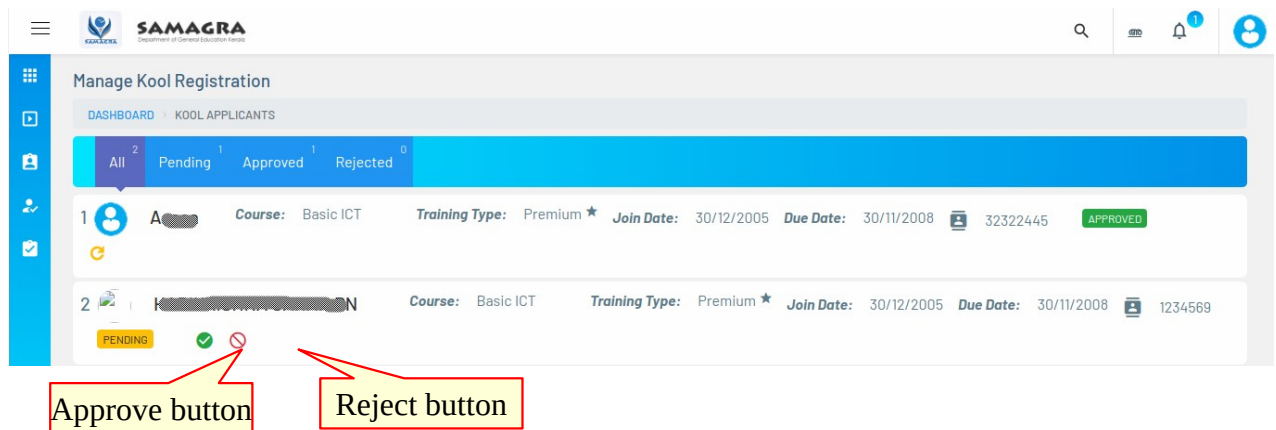 SAMAGRA
Department of General Education Kerala
1
Manage Kool Registration
DASHBOARD > KOOL APPLICANTS
All 2 Pending 1 Approved 1 Rejected 0
1 A Course: Basic ICT Training Type: Premium ★ Join Date: 30/12/2005 Due Date: 30/11/2008 32322445 APPROVED
2 Course: Basic ICT Training Type: Premium ★ Join Date: 30/12/2005 Due Date: 30/11/2008 1234569
PENDING
Approve button
Reject button